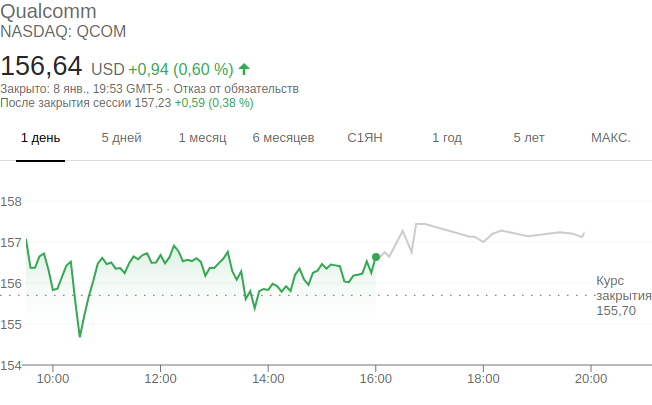 Qualcomm
NASDAQ: QCOM
156,64 USD +0,94 (0,60 %)
Закрыто: 8 янв., 19:53 GMT-5 · Отказ от обязательств
После закрытия сессии 157,23 +0,59 (0,38 %)
1 день 5 дней 1 месяц 6 месяцев С1ЯН 1 год 5 лет МАКС.
158
157
156
Курс
закрытия
155,70
155
154
10:00 12:00 14:00 16:00 18:00 20:00